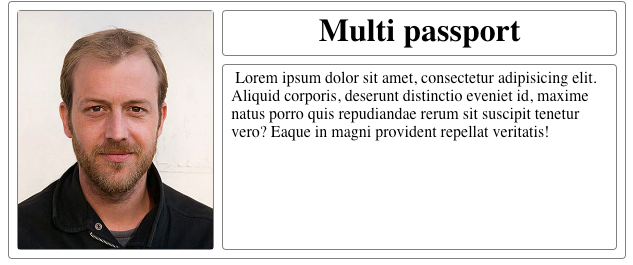 Multi passport
Lorem ipsum dolor sit amet, consectetur adipisicing elit.
Aliquid corporis, deserunt distinctio eveniet id, maxime
natus porro quis repudiandae rerum sit suscipit tenetur
vero? Eaque in magni provident repellat veritatis!